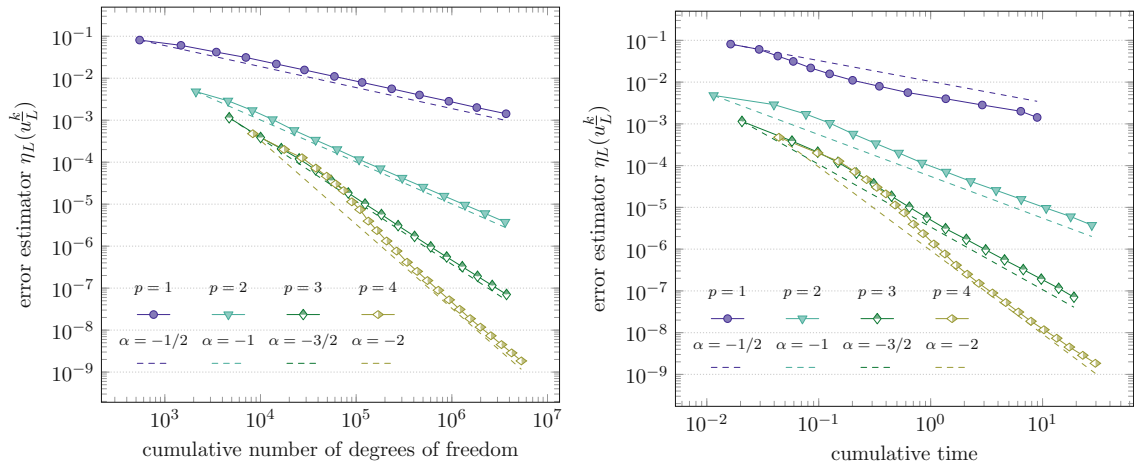 error estimator η_L(u_L^k)
10^−1
10^−2
10^−3
10^−4
10^−5
10^−6
10^−7
10^−8
10^−9
p = 1 p = 2 p = 3 p = 4
α = −1/2 α = −1 α = −3/2 α = −2
10^3 10^4 10^5 10^6 10^7
cumulative number of degrees of freedom
error estimator η_L(u_L^k)
10^−1
10^−2
10^−3
10^−4
10^−5
10^−6
10^−7
10^−8
10^−9
p = 1 p = 2 p = 3 p = 4
α = −1/2 α = −1 α = −3/2 α = −2
10^−2 10^−1 10^0 10^1
cumulative time